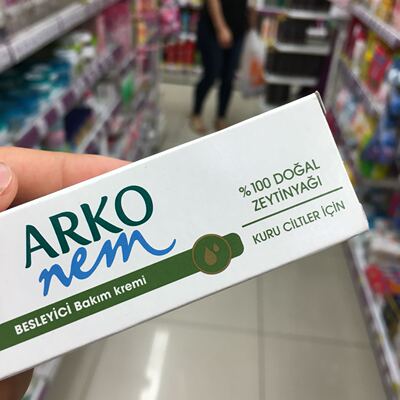 ARKO
nem
BESLEYİCİ Bakım kremi
%100 DOĞAL
ZEYTİNYAĞI
KURU CİLTLER İÇİN